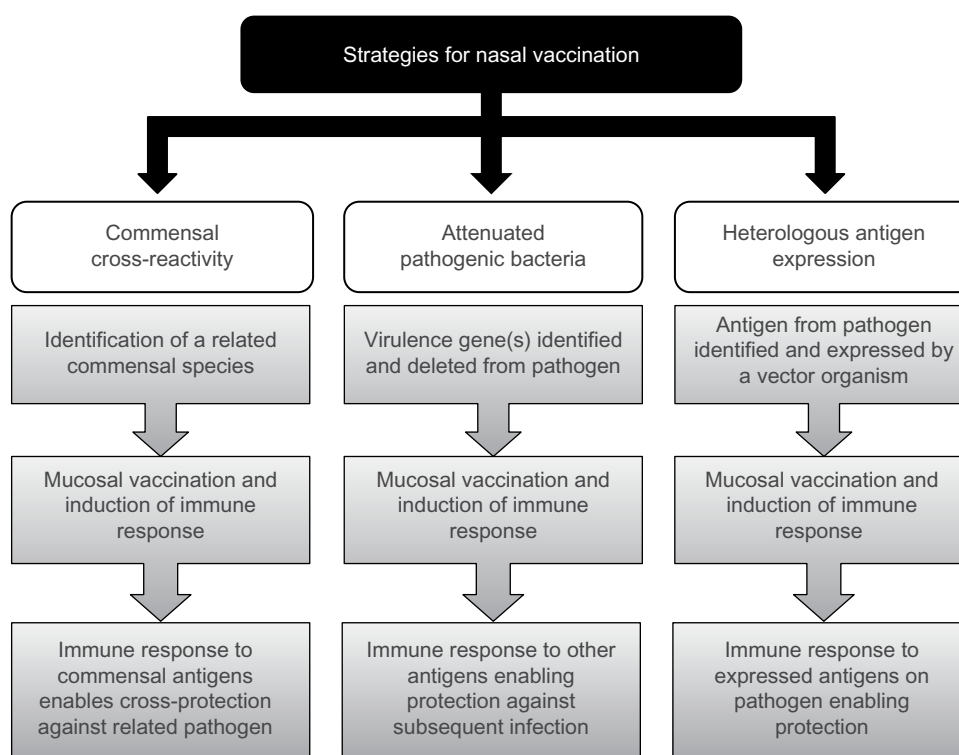 Strategies for nasal vaccination
Commensal
cross-reactivity
Identification of a related
commensal species
Mucosal vaccination and
induction of immune
response
Immune response to
commensal antigens
enables cross-protection
against related pathogen
Attenuated
pathogenic bacteria
Virulence gene(s) identified
and deleted from pathogen
Mucosal vaccination and
induction of immune
response
Immune response to other
antigens enabling
protection against
subsequent infection
Heterologous antigen
expression
Antigen from pathogen
identified and expressed by
a vector organism
Mucosal vaccination and
induction of immune
response
Immune response to
expressed antigens on
pathogen enabling
protection